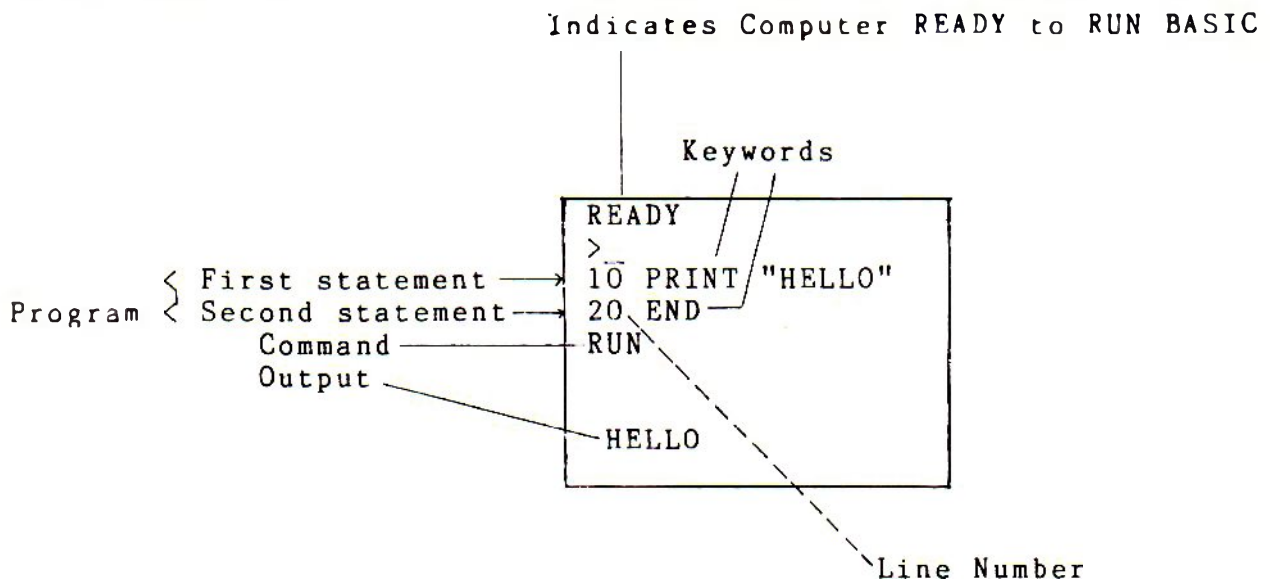 Indicates Computer READY to RUN BASIC
Keywords
READY
>_
First statement 10 PRINT "HELLO"
Program Second statement 20 END
Command RUN
Output
HELLO
Line Number